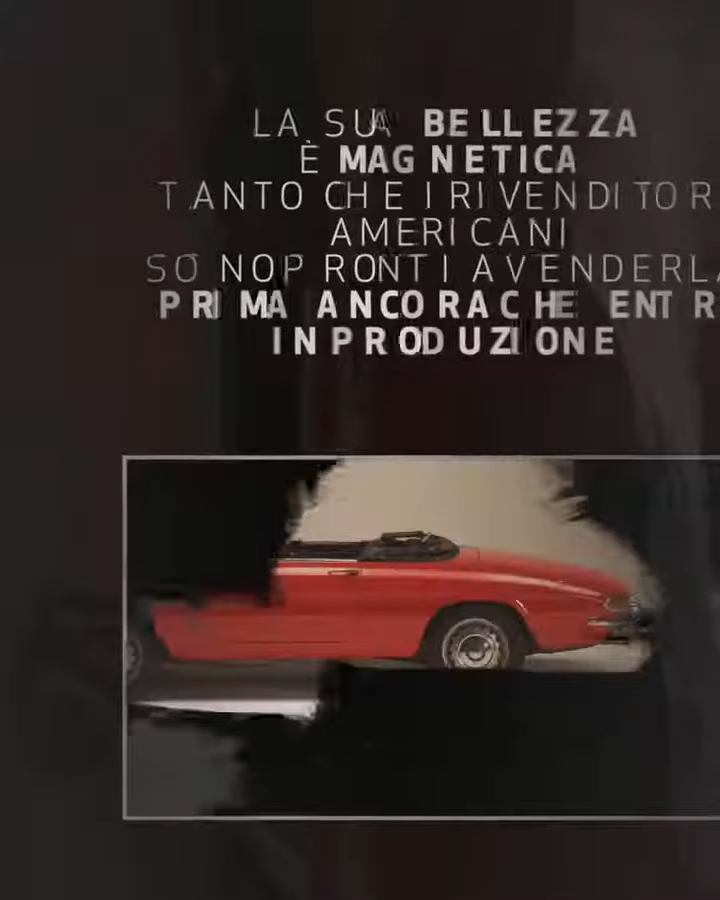 LA SUA BELLEZZA
È MAGNETICA
TANTO CHE I RIVENDITOR
AMERICANI
SONO PRONTI A VENDERLA
PRIMA ANCORA CHE ENTR
IN PRODUZIONE